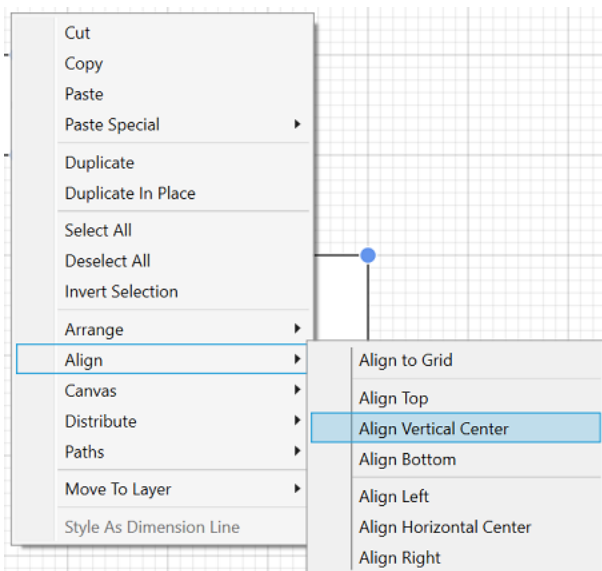 Cut
Copy
Paste
Paste Special
Duplicate
Duplicate In Place
Select All
Deselect All
Invert Selection
Arrange
Align
Canvas
Distribute
Paths
Move To Layer
Style As Dimension Line
Align to Grid
Align Top
Align Vertical Center
Align Bottom
Align Left
Align Horizontal Center
Align Right